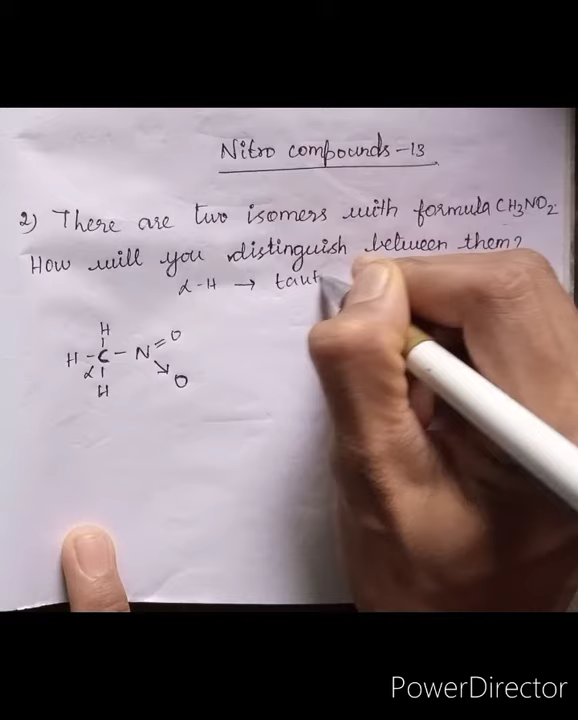 Nitro compounds -13
2) There are two isomers with formula CH3NO2.
How will you distinguish between them?
α-H → taut
H
H - C - N = O
α
O
H
PowerDirector